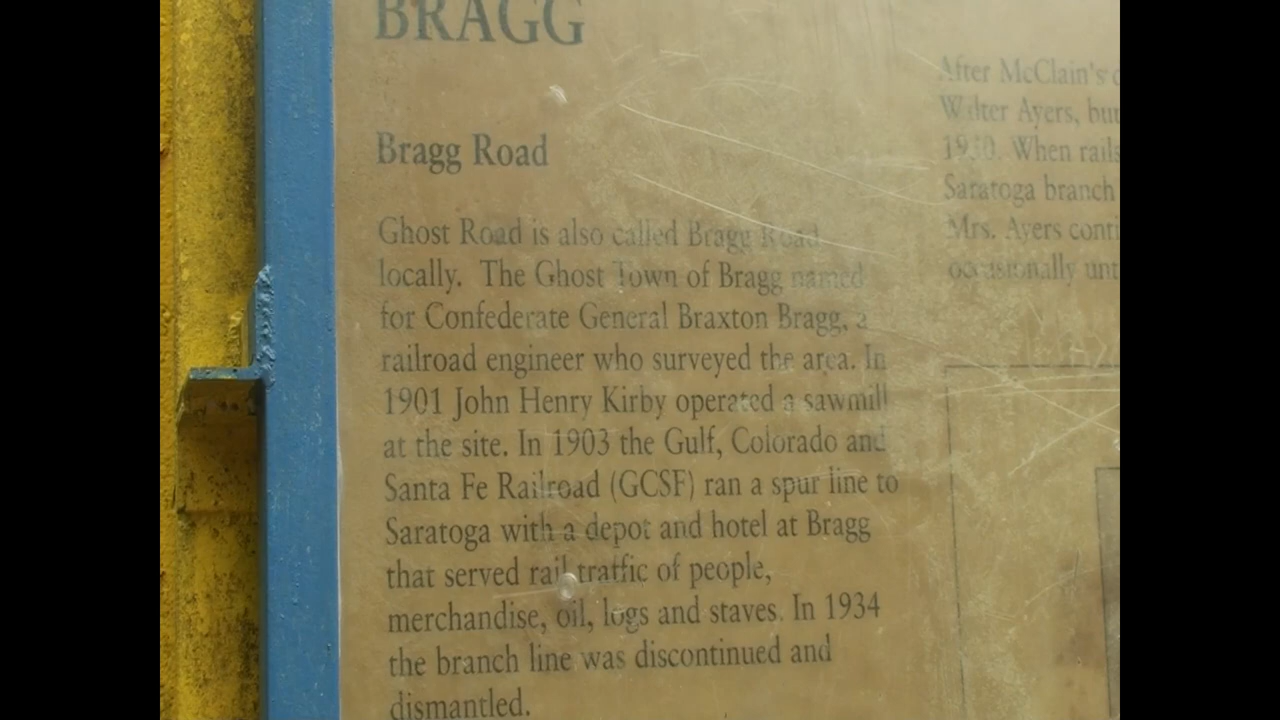 BRAGG
Bragg Road
Ghost Road is also called Bragg Road
locally. The Ghost Town of Bragg named
for Confederate General Braxton Bragg, a
railroad engineer who surveyed the area. In
1901 John Henry Kirby operated a sawmill
at the site. In 1903 the Gulf, Colorado and
Santa Fe Railroad (GCSF) ran a spur line to
Saratoga with a depot and hotel at Bragg
that served rail traffic of people,
merchandise, oil, logs and staves. In 1934
the branch line was discontinued and
dismantled.
After McClain's
Wilter Ayers, but
1930. When rails
Saratoga branch
Mrs. Ayers
occasionally